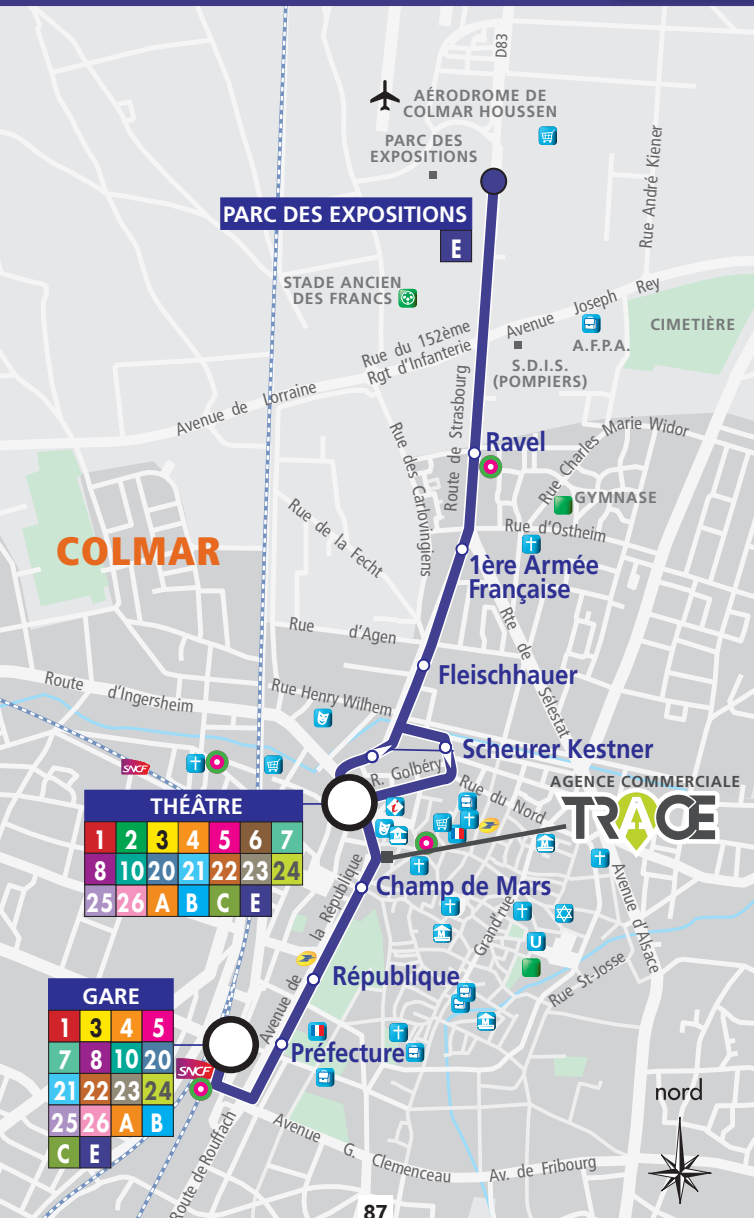 D83
AÉRODROME DE
COLMAR HOUSSEN
PARC DES
EXPOSITIONS
Rue André Kiener
PARC DES EXPOSITIONS
E
STADE ANCIEN
DES FRANCS
Avenue Joseph Rey
CIMETIÈRE
A.F.P.A.
Rue du 152ème
Rgt d'Infanterie
S.D.I.S.
(POMPIERS)
Avenue de Lorraine
Route de Strasbourg
Rue des Carlovingiens
Ravel
Rue Charles Marie Widor
GYMNASE
Rue d'Ostheim
COLMAR
Rue de la Fecht
1ère Armée
Française
Rue d'Agen
Rte de Sélestat
Fleischhauer
Route d'Ingersheim
Rue Henry Wilhem
Scheurer Kestner
SNCF
R. Golbéry
Rue du Nord
AGENCE COMMERCIALE
TRACE
THÉÂTRE
1 2 3 4 5 6 7
8 10 20 21 22 23 24
25 26 A B C E
Champ de Mars
Avenue de la République
Grand'rue
U
Avenue d'Alsace
République
Rue St-Josse
GARE
1 3 4 5
7 8 10 20
21 22 23 24
25 26 A B
C E
Préfecture
SNCF
Route de Rouffach
Avenue G. Clemenceau
Av. de Fribourg
nord
87